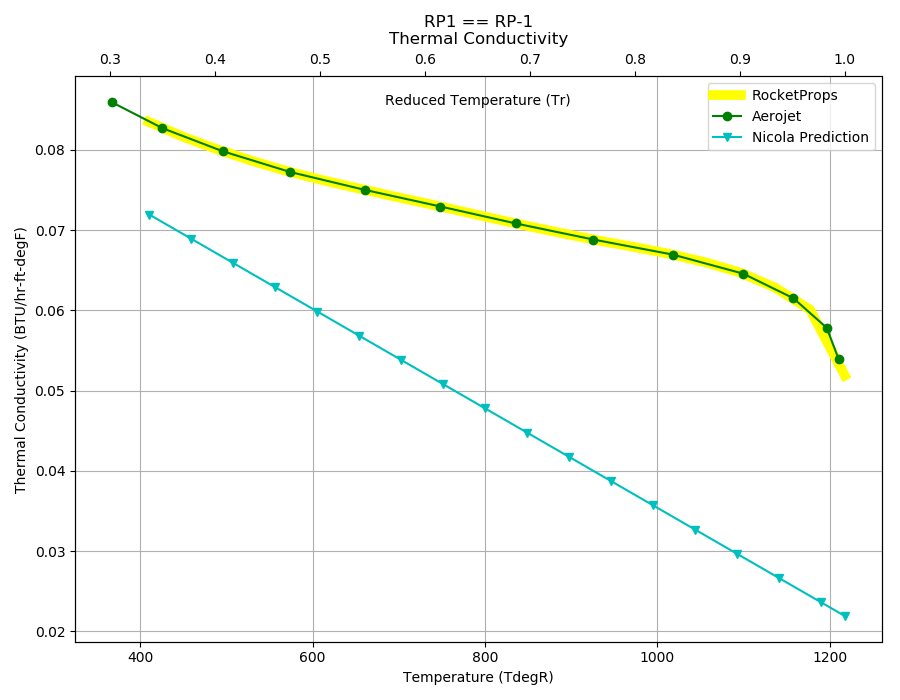 RP1 == RP-1
Thermal Conductivity
0.3 0.4 0.5 0.6 0.7 0.8 0.9 1.0
Reduced Temperature (Tr)
RocketProps
Aerojet
Nicola Prediction
Thermal Conductivity (BTU/hr-ft-degF)
0.08
0.07
0.06
0.05
0.04
0.03
0.02
400 600 800 1000 1200
Temperature (TdegR)